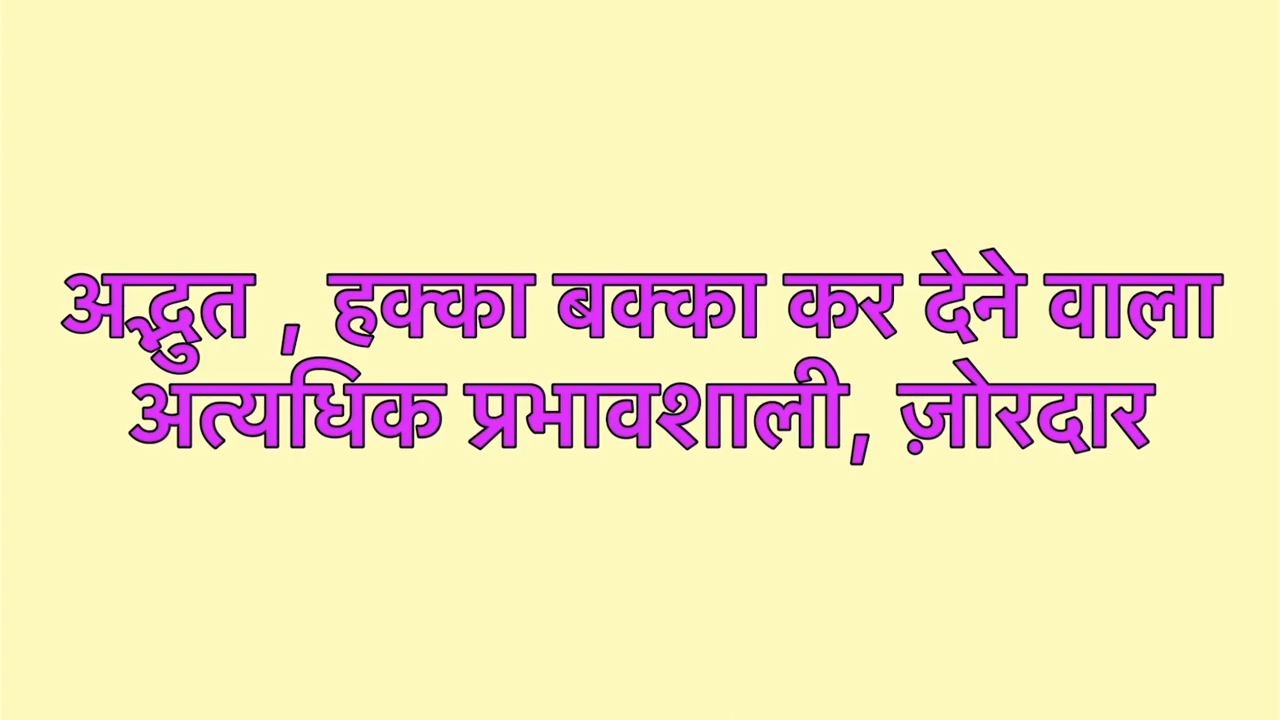 अद्भुत , हक्का बक्का कर देने वाला
अत्यधिक प्रभावशाली, ज़ोरदार